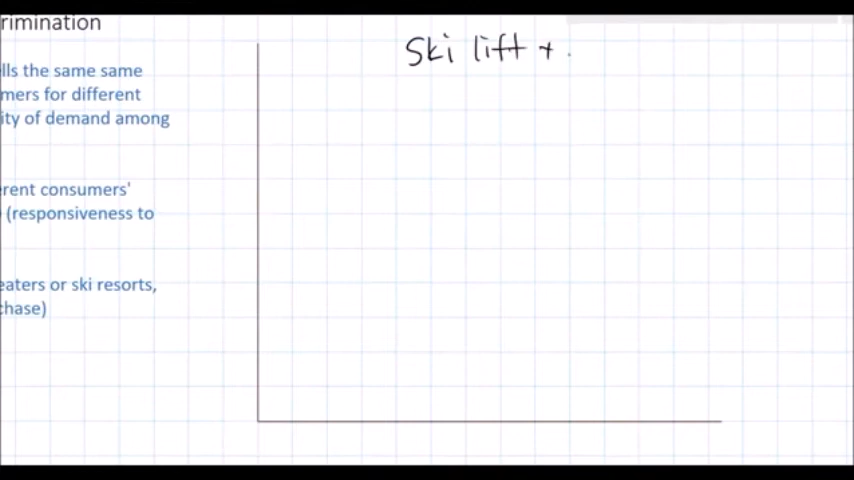 rimination
Ski lift t
lls the same same
mers for different
ity of demand among
rent consumers'
(responsiveness to
eaters or ski resorts,
chase)